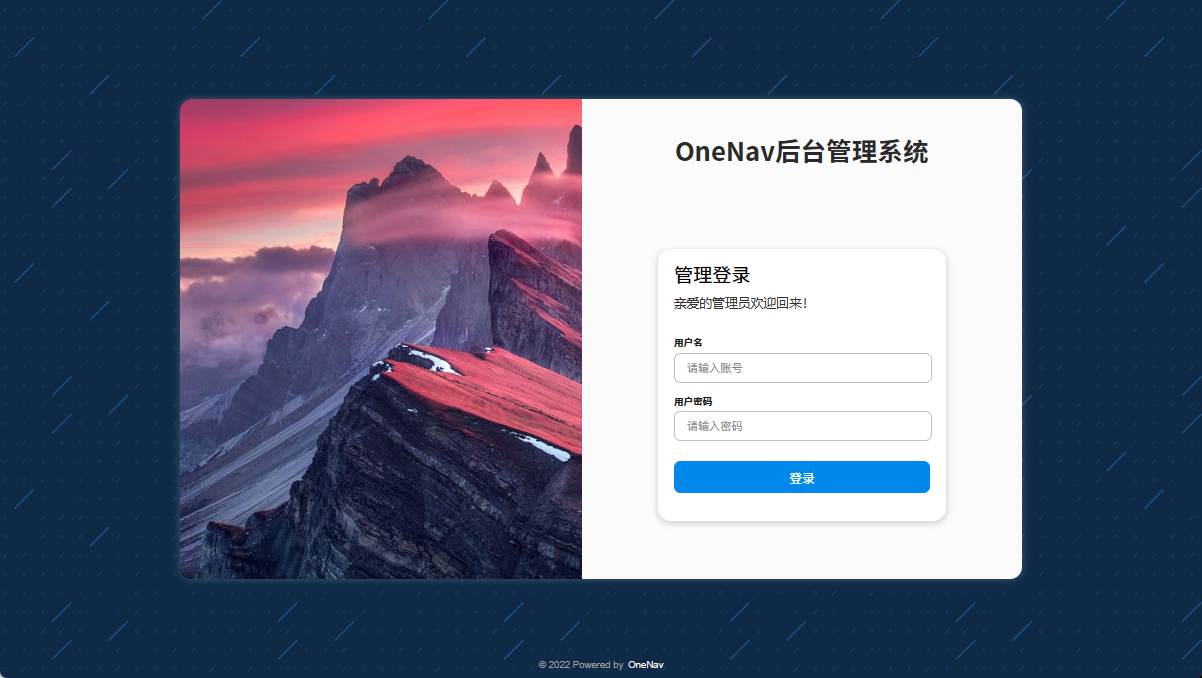 OneNav后台管理系统
管理登录
亲爱的管理员欢迎回来！
用户名
请输入账号
用户密码
请输入密码
登录
© 2022 Powered by OneNav